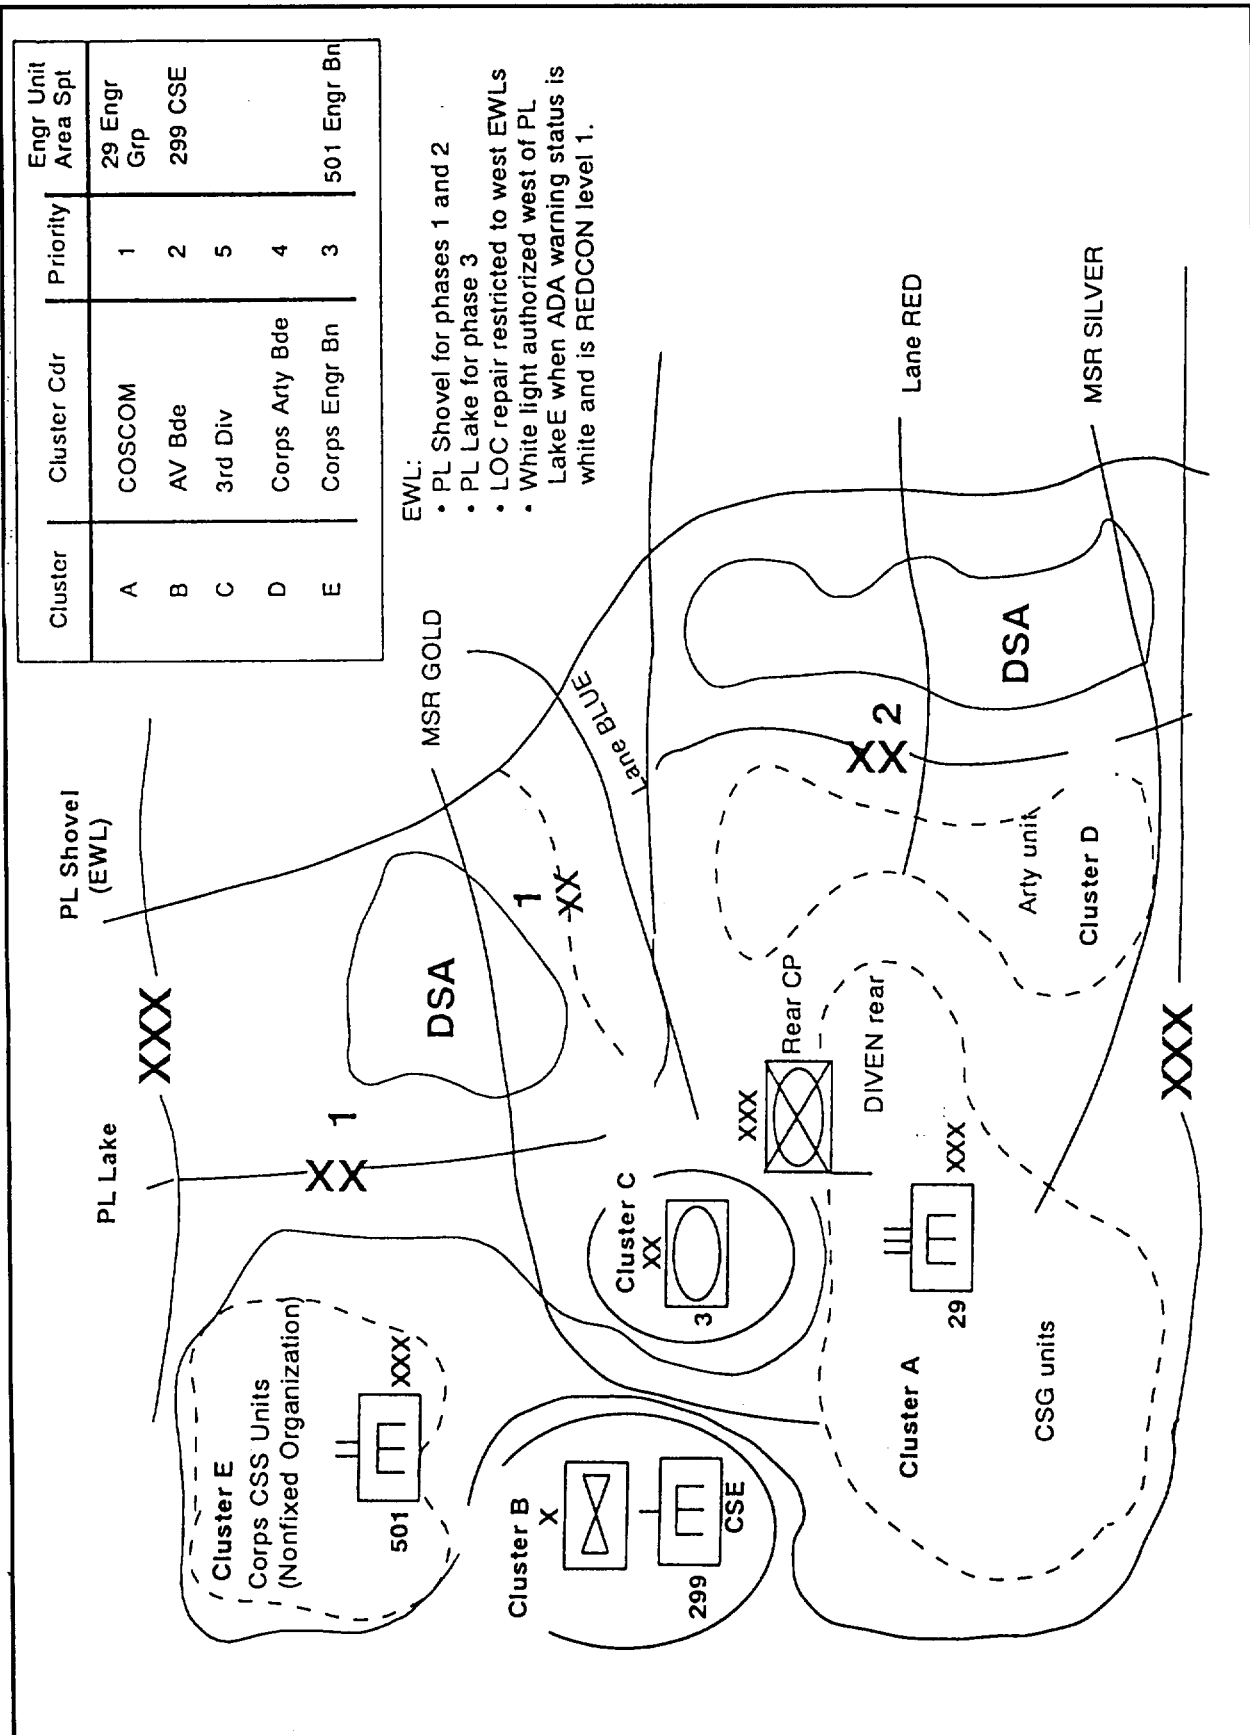 Cluster Cluster Cdr Priority Engr Unit
Area Spt
A COSCOM 1 29 Engr
Grp
B AV Bde 2 299 CSE
C 3rd Div 5
D Corps Arty Bde 4
E Corps Engr Bn 3 501 Engr Bn
EWL:
• PL Shovel for phases 1 and 2
• PL Lake for phase 3
• LOC repair restricted to west EWLs
• White light authorized west of PL
LakeE when ADA warning status is
white and is REDCON level 1.
PL Lake
XXX
PL Shovel
(EWL)
Cluster E
Corps CSS Units
(Nonfixed Organization)
501
XXX
XX
1
DSA
MSR GOLD
1
XX
Lane BLUE
Cluster B
X
299
CSE
Cluster C
XX
3
XXX
Rear CP
DIVEN rear
29
XXX
Cluster A
CSG units
Arty unit
Cluster D
XX
2
DSA
Lane RED
MSR SILVER
XXX